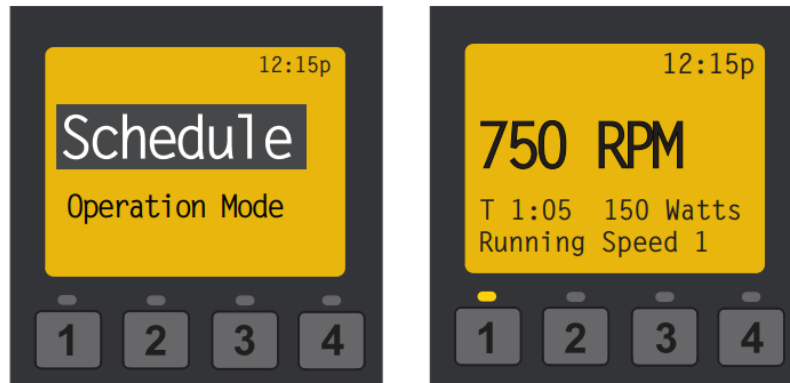 12:15p
Schedule
Operation Mode
1 2 3 4
12:15p
750 RPM
T 1:05 150 Watts
Running Speed 1
1 2 3 4